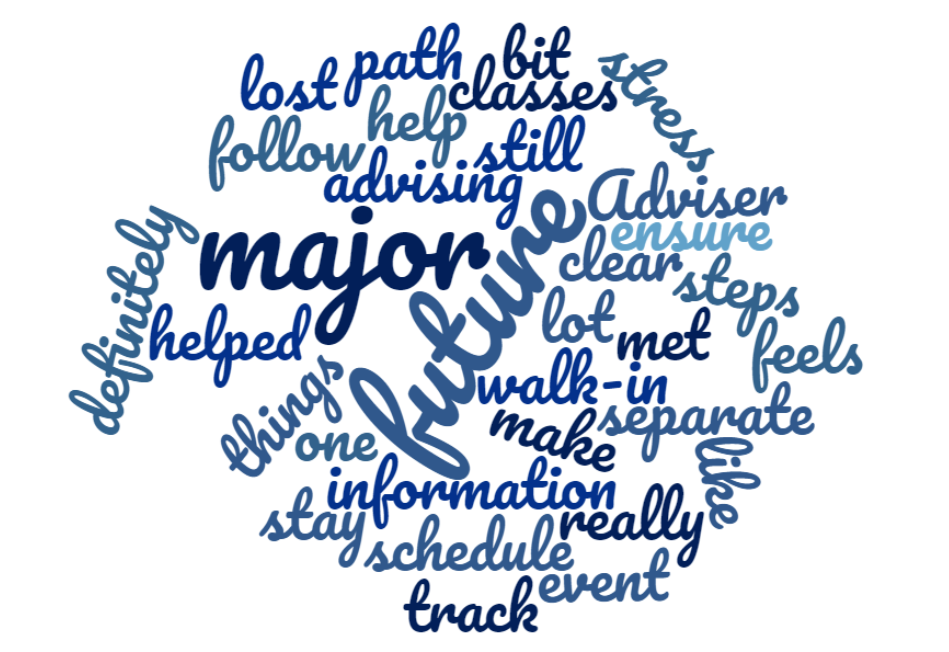 path
bit
lost
classes
stress
help
follow
still
advising
Adviser
ensure
major
future
clear
steps
definitely
lot
met
helped
feels
things
walk-in
make
separate
one
like
information
stay
really
schedule
event
track